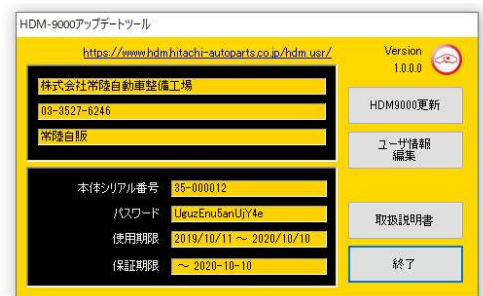 HDM-9000アップデートツール
https://www.hdm.hitachi-autoparts.co.jp/hdm_usr/
Version
1.0.0.0
株式会社常陸自動車整備工場
03-3527-6246
常陸自販
HDM9000更新
ユーザ情報
編集
本体シリアル番号 35-000012
パスワード UguzEnu5anUjY4e
使用期限 2019/10/11 ～ 2020/10/10
保証期限 ～ 2020-10-10
取扱説明書
終了